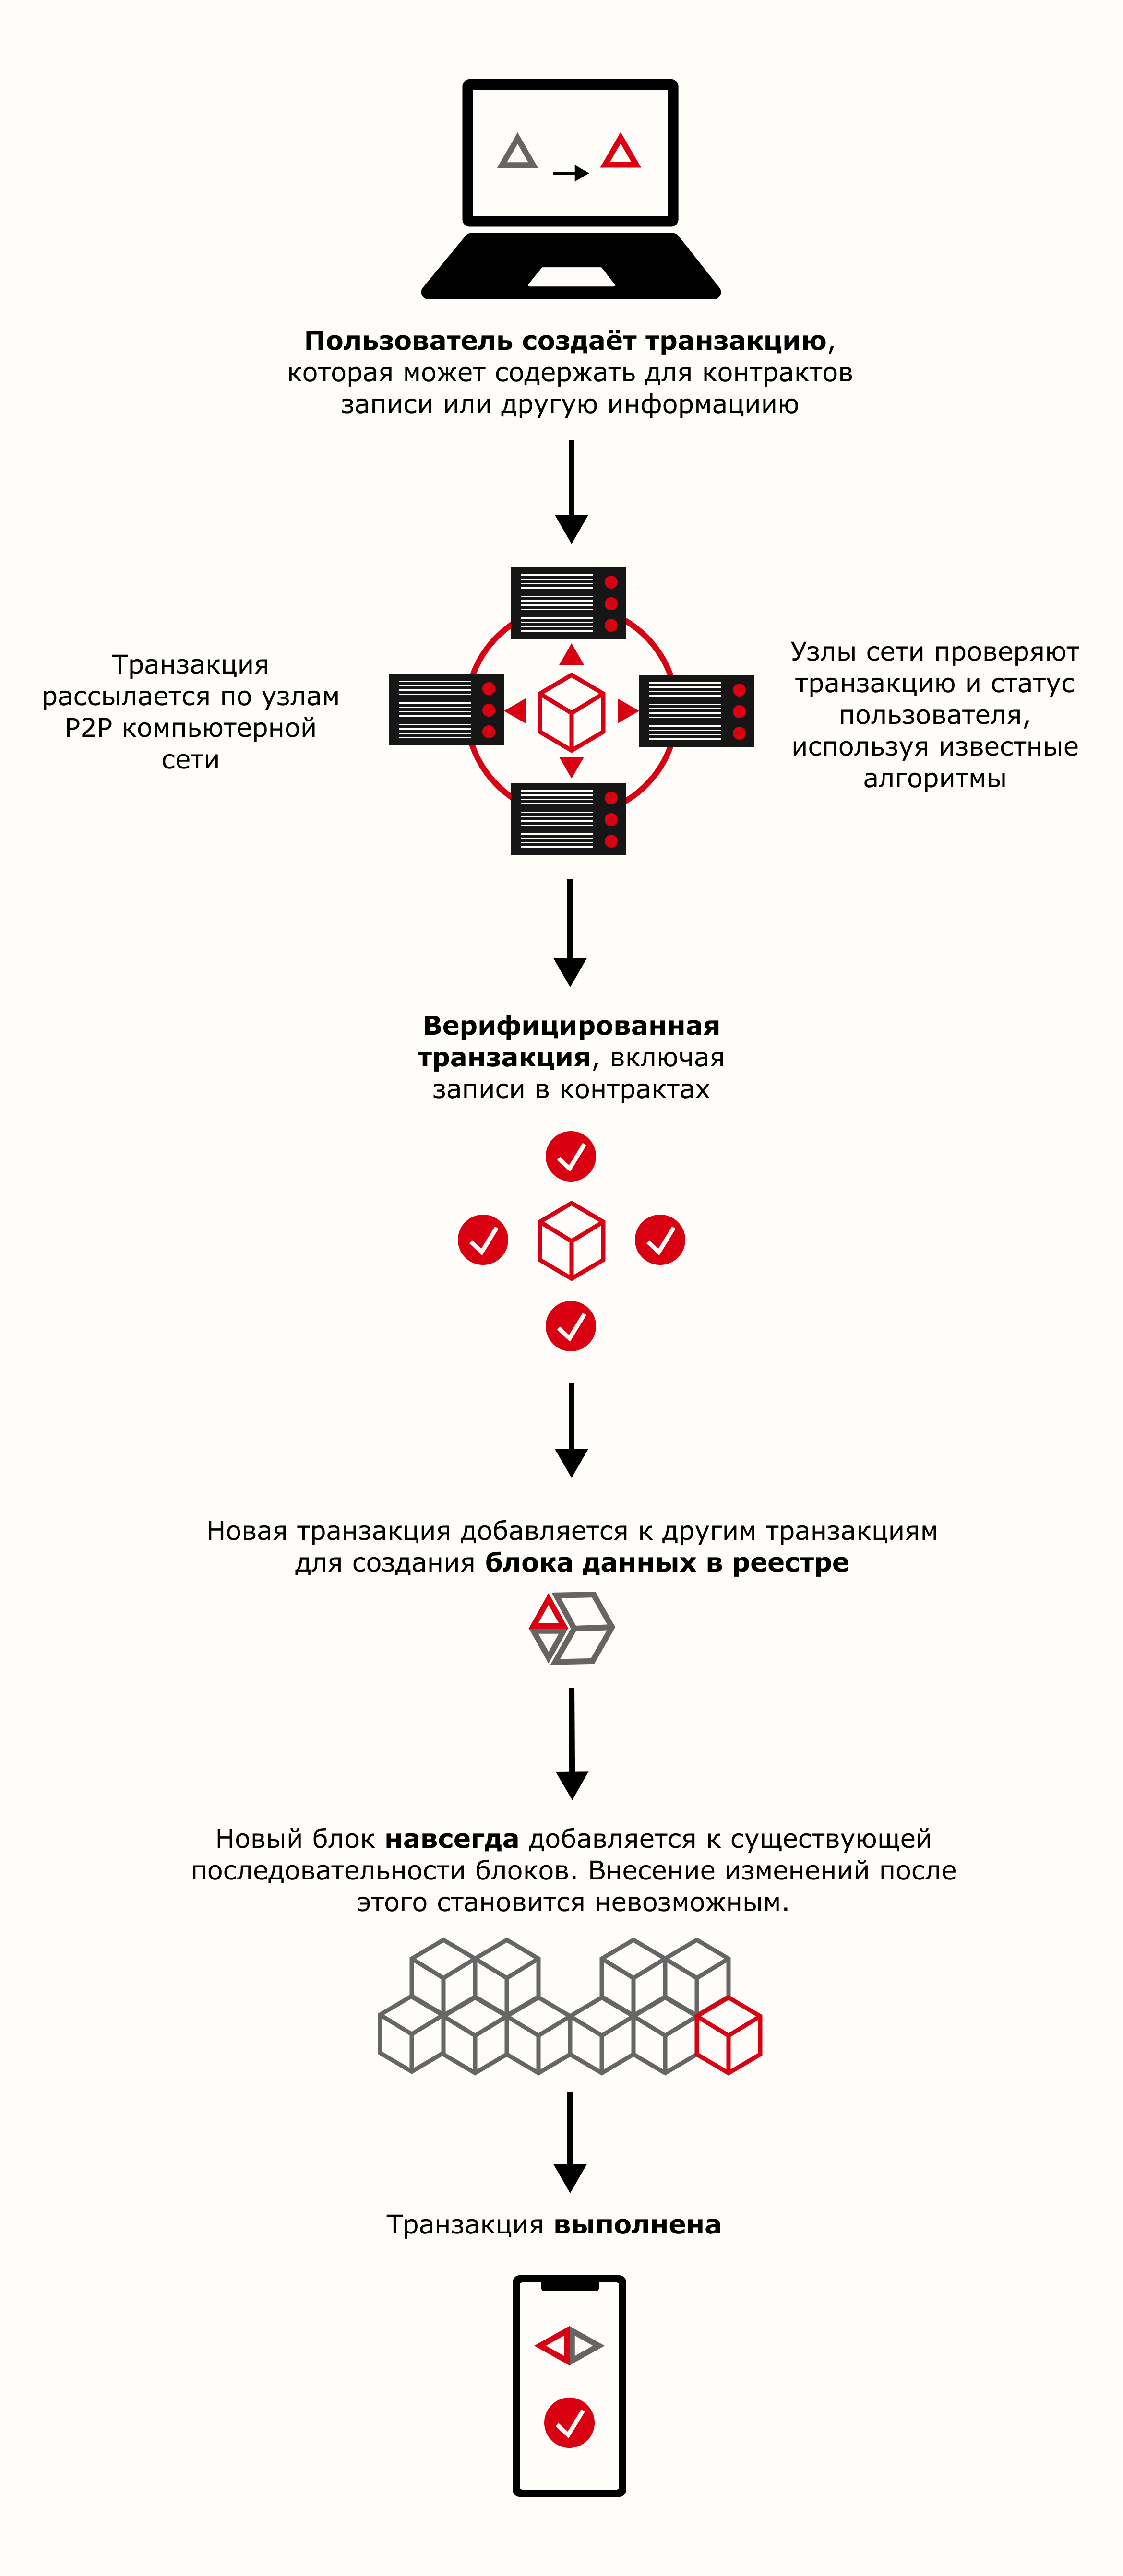 Пользователь создаёт транзакцию,
которая может содержать для контрактов
записи или другую информациию
Транзакция
рассылается по узлам
P2P компьютерной
сети
Узлы сети проверяют
транзакцию и статус
пользователя,
используя известные
алгоритмы
Верифицированная
транзакция, включая
записи в контрактах
Новая транзакция добавляется к другим транзакциям
для создания блока данных в реестре
Новый блок навсегда добавляется к существующей
последовательности блоков. Внесение изменений после
этого становится невозможным.
Транзакция выполнена